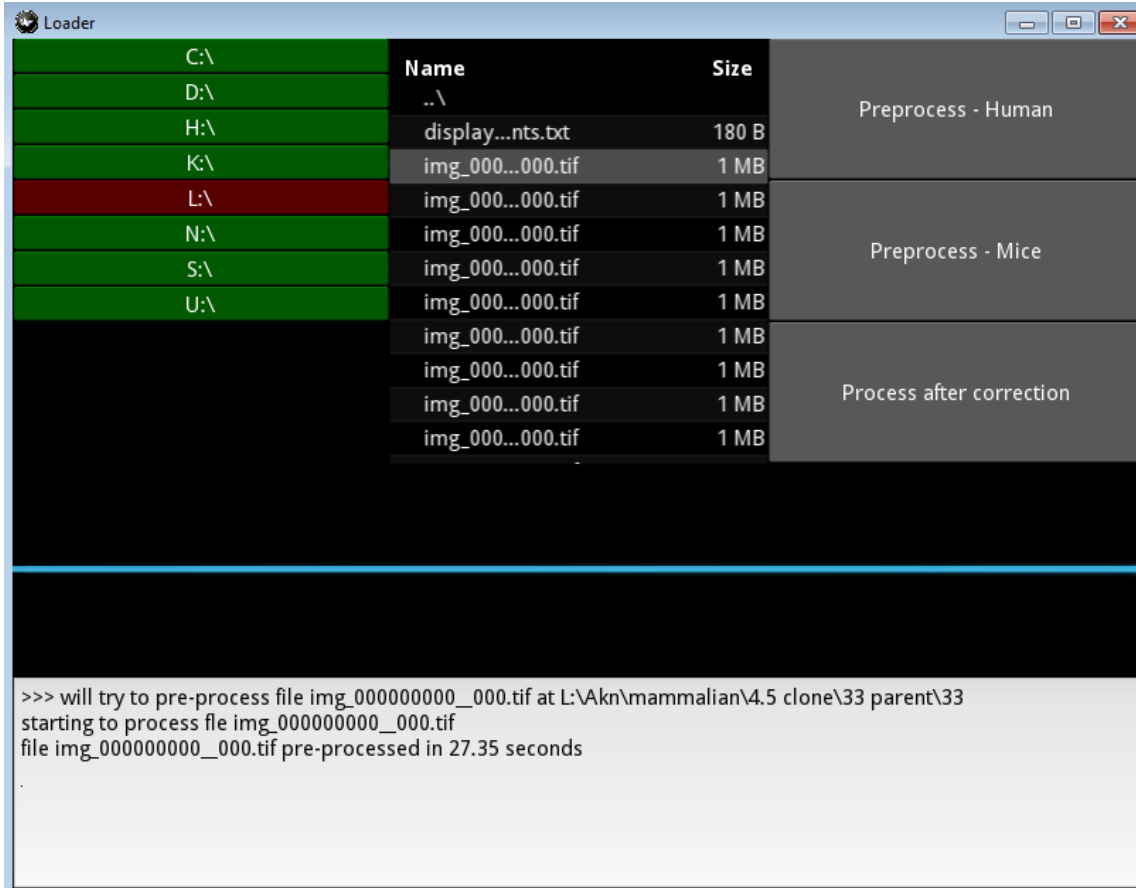 Loader
C:\
D:\
H:\
K:\
L:\
N:\
S:\
U:\
Name Size
..\
display...nts.txt 180 B
img_000...000.tif 1 MB
img_000...000.tif 1 MB
img_000...000.tif 1 MB
img_000...000.tif 1 MB
img_000...000.tif 1 MB
img_000...000.tif 1 MB
img_000...000.tif 1 MB
img_000...000.tif 1 MB
img_000...000.tif 1 MB
Preprocess - Human
Preprocess - Mice
Process after correction
>>> will try to pre-process file img_000000000__000.tif at L:\Akn\mammalian\4.5 clone\33 parent\33
starting to process fle img_000000000__000.tif
file img_000000000__000.tif pre-processed in 27.35 seconds
.